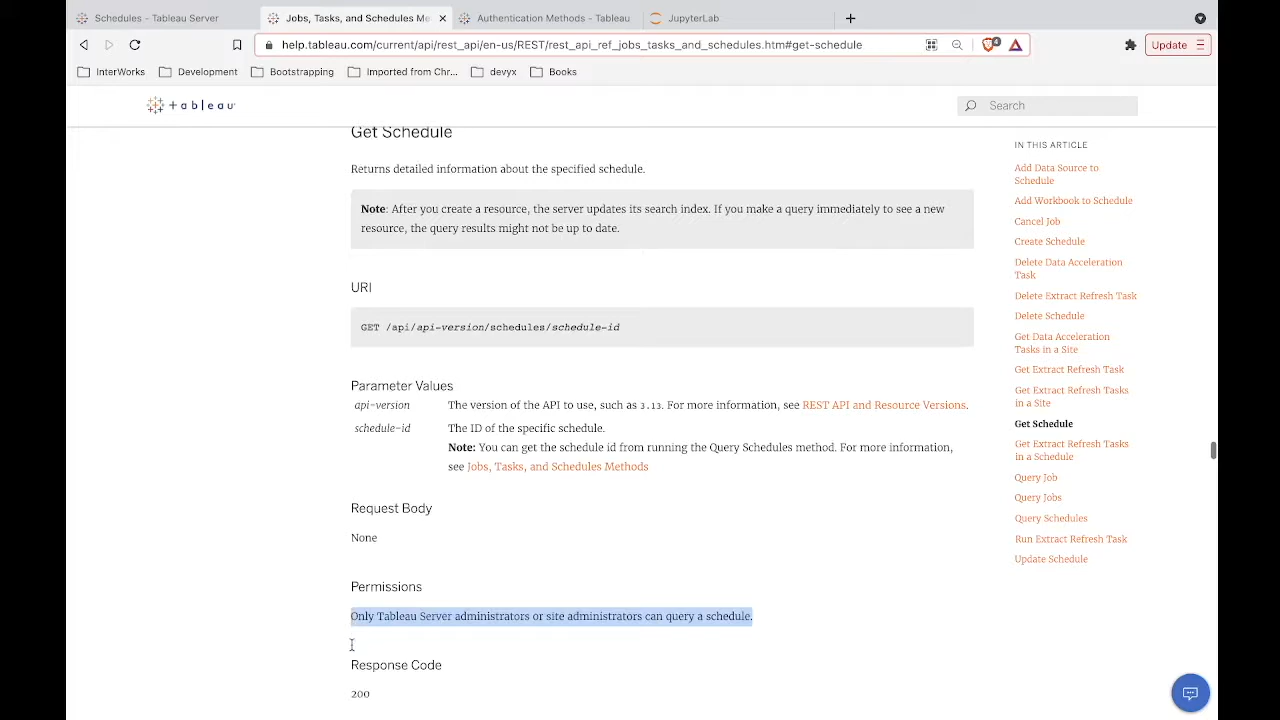 Schedules - Tableau Server
Jobs, Tasks, and Schedules Me
Authentication Methods - Tableau
JupyterLab
help.tableau.com/current/api/rest_api/en-us/REST/rest_api_ref_jobs_tasks_and_schedules.htm#get-schedule
4
Update
InterWorks
Development
Bootstrapping
Imported from Chr...
devyx
Books
+ a b | e a u
Search
Get Schedule
Returns detailed information about the specified schedule.
Note: After you create a resource, the server updates its search index. If you make a query immediately to see a new
resource, the query results might not be up to date.
URI
GET /api/api-version/schedules/schedule-id
Parameter Values
api-version The version of the API to use, such as 3.13. For more information, see REST API and Resource Versions.
schedule-id The ID of the specific schedule.
Note: You can get the schedule id from running the Query Schedules method. For more information,
see Jobs, Tasks, and Schedules Methods
Request Body
None
Permissions
Only Tableau Server administrators or site administrators can query a schedule.
Response Code
200
IN THIS ARTICLE
Add Data Source to
Schedule
Add Workbook to Schedule
Cancel Job
Create Schedule
Delete Data Acceleration
Task
Delete Extract Refresh Task
Delete Schedule
Get Data Acceleration
Tasks in a Site
Get Extract Refresh Task
Get Extract Refresh Tasks
in a Site
Get Schedule
Get Extract Refresh Tasks
in a Schedule
Query Job
Query Jobs
Query Schedules
Run Extract Refresh Task
Update Schedule